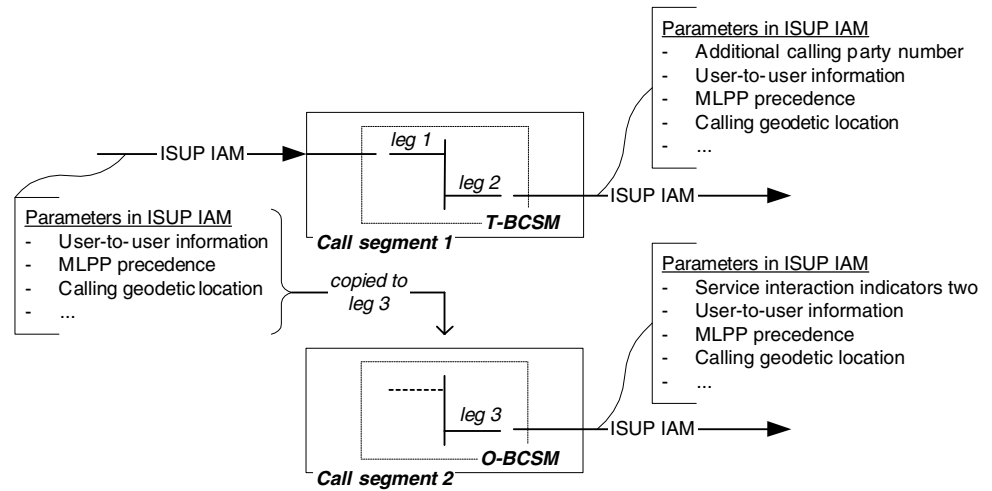 Parameters in ISUP IAM
- Additional calling party number
- User-to-user information
- MLPP precedence
- Calling geodetic location
- ...
ISUP IAM
leg 1
leg 2
ISUP IAM
T-BCSM
Call segment 1
Parameters in ISUP IAM
- User-to-user information
- MLPP precedence
- Calling geodetic location
- ...
copied to
leg 3
Parameters in ISUP IAM
- Service interaction indicators two
- User-to-user information
- MLPP precedence
- Calling geodetic location
- ...
leg 3
ISUP IAM
O-BCSM
Call segment 2